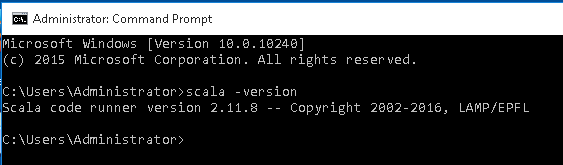 Administrator: Command Prompt
Microsoft Windows [Version 10.0.10240]
(c) 2015 Microsoft Corporation. All rights reserved.
C:\Users\Administrator>scala -version
Scala code runner version 2.11.8 -- Copyright 2002-2016, LAMP/EPFL
C:\Users\Administrator>